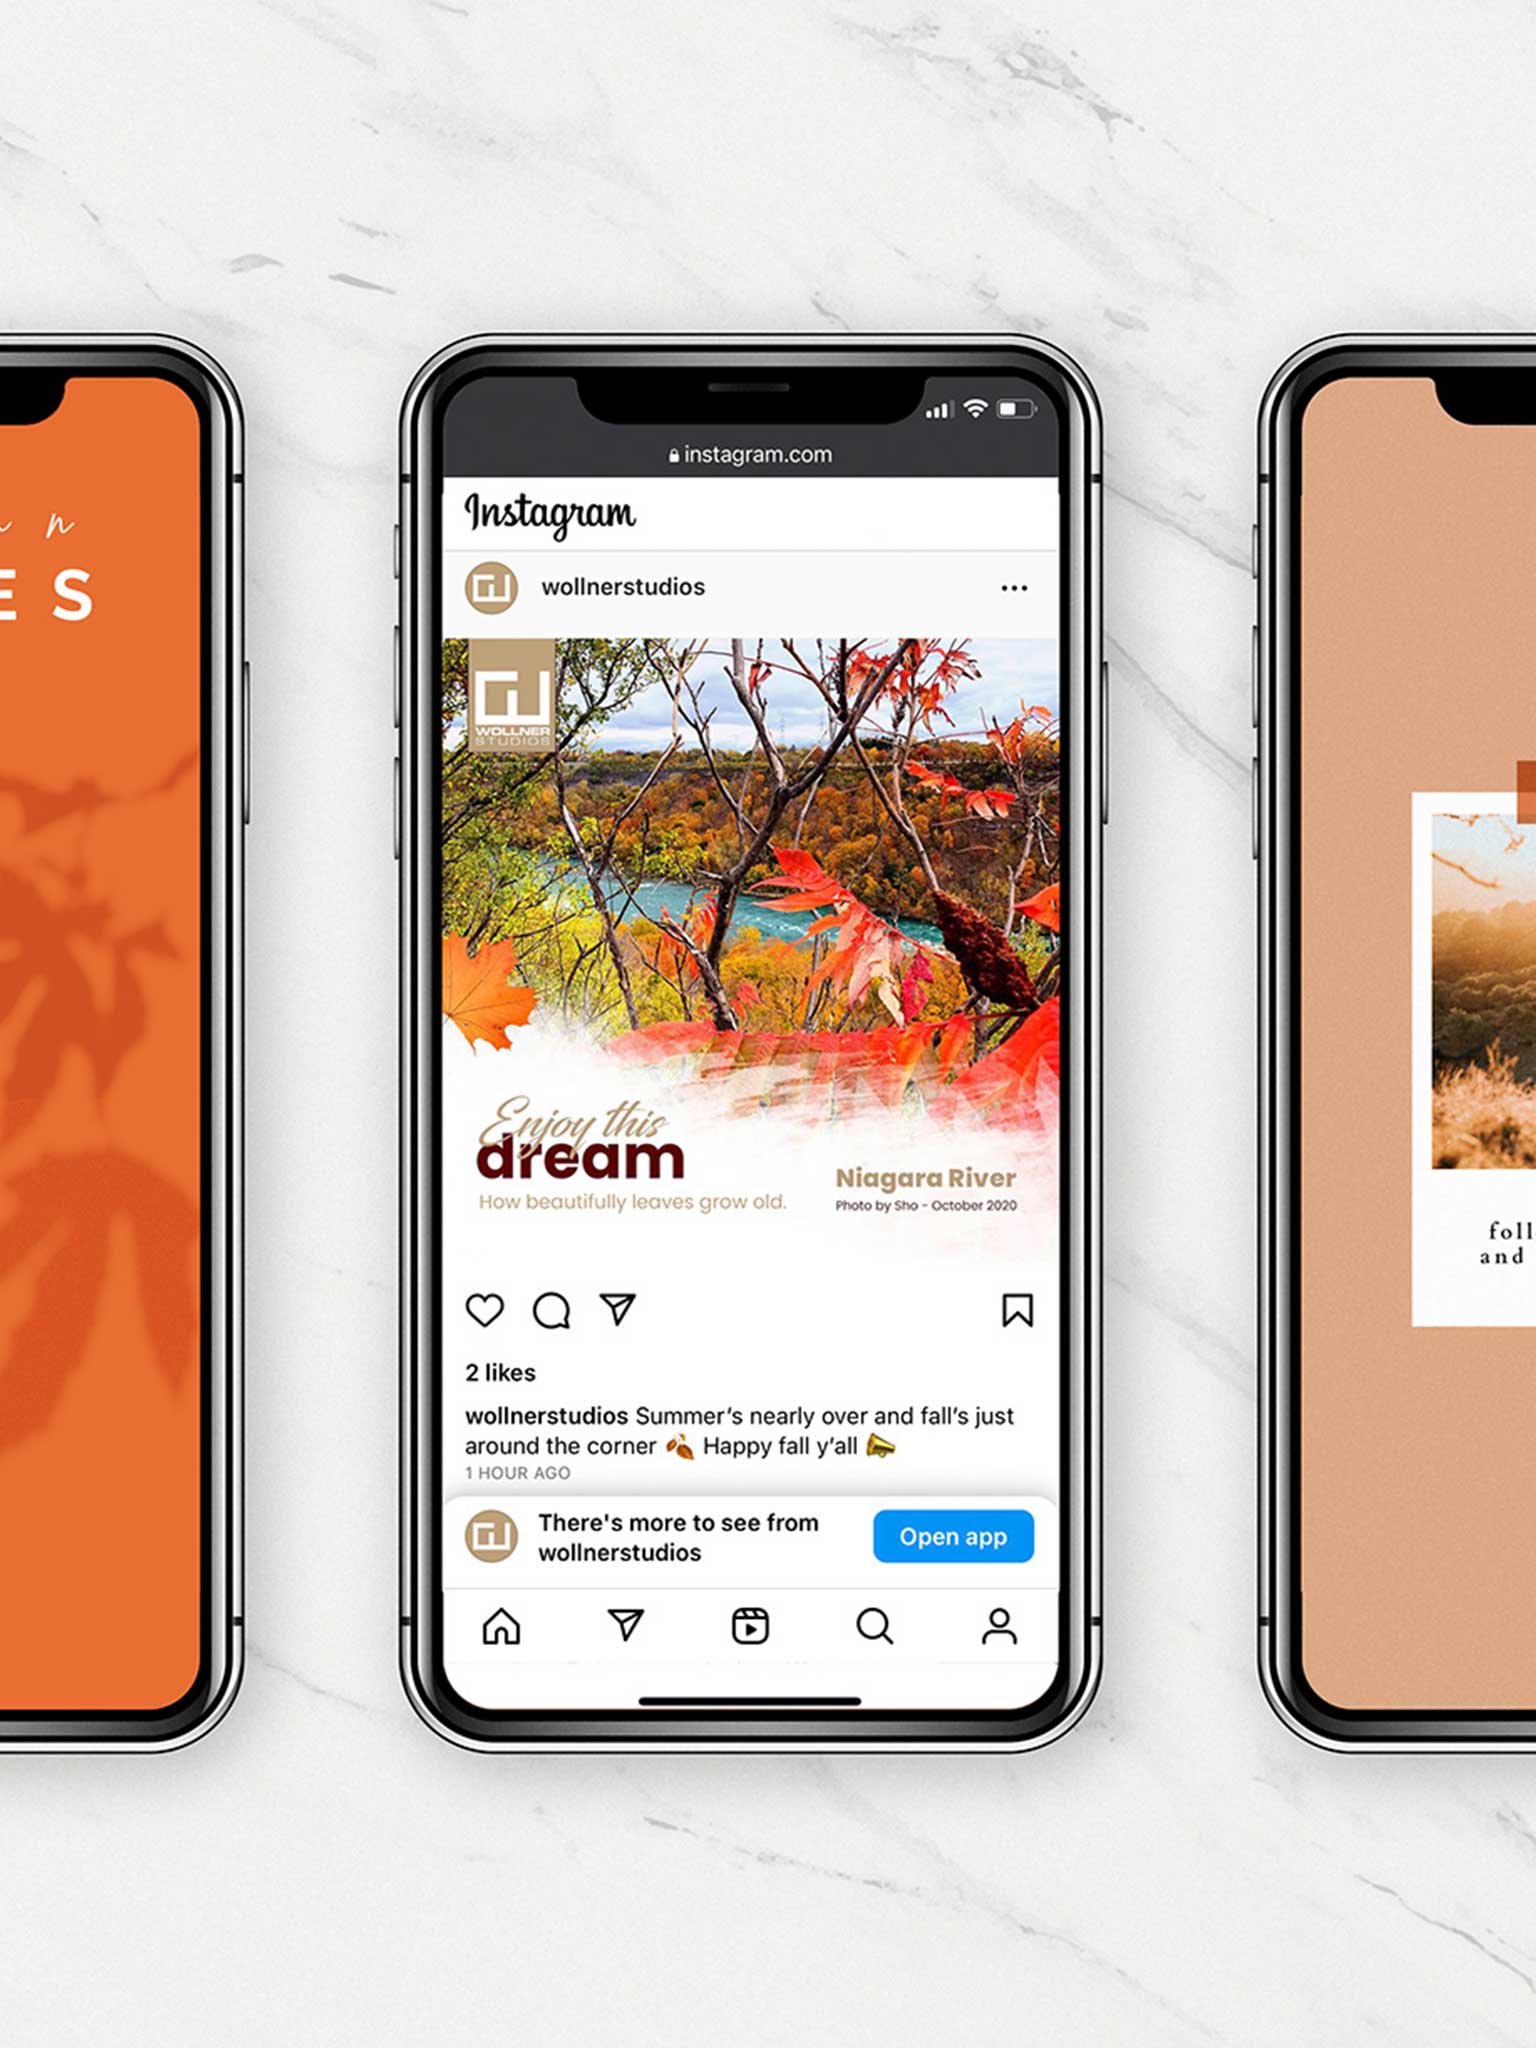 n
ES
instagram.com
Instagram
wollnerstudios
WOLLNER
STUDIOS
Enjoy this
dream
How beautifully leaves grow old.
Niagara River
Photo by Sho - October 2020
2 likes
wollnerstudios Summer's nearly over and fall's just
around the corner 🍂 Happy fall y'all 📣
1 HOUR AGO
There's more to see from
wollnerstudios
Open app
foll
and